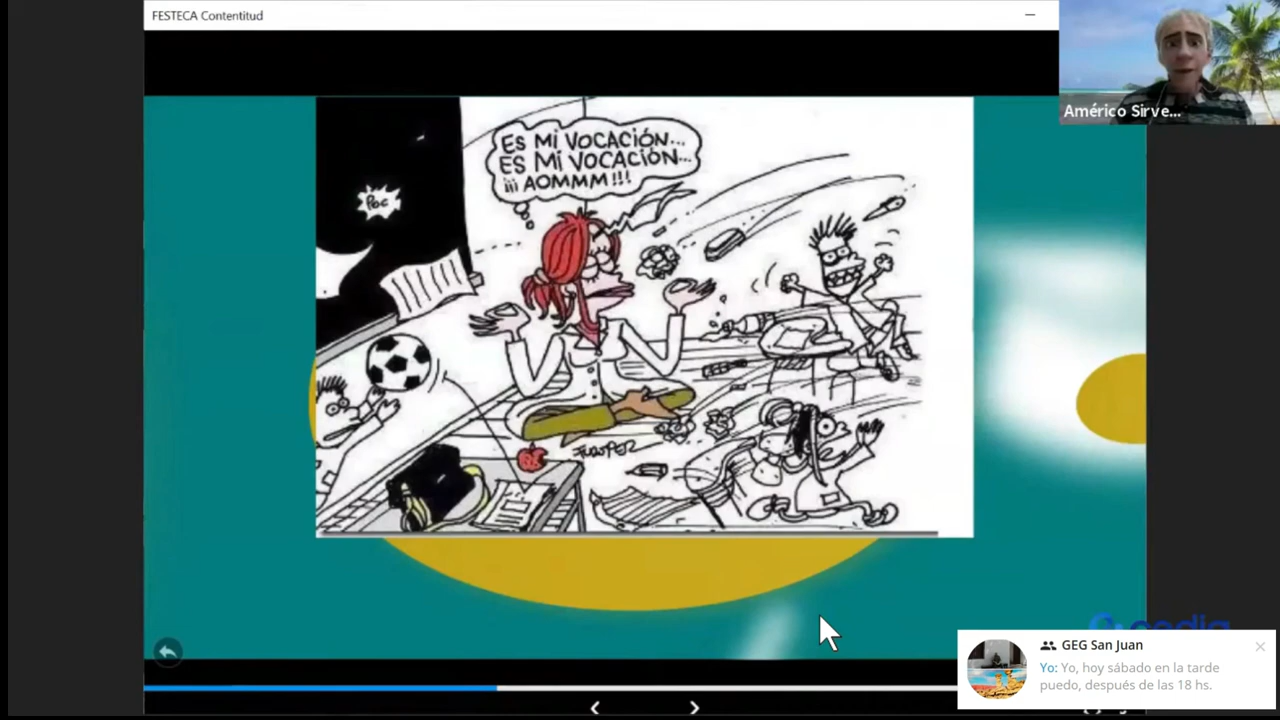 FESTECA Contentitud
Américo Sirve...
ES MI VOCACIÓN...
ES MI VOCACIÓN...
¡¡¡ AOMMM !!!
Poc
GEG San Juan
Yo: Yo, hoy sábado en la tarde
puedo, después de las 18 hs.